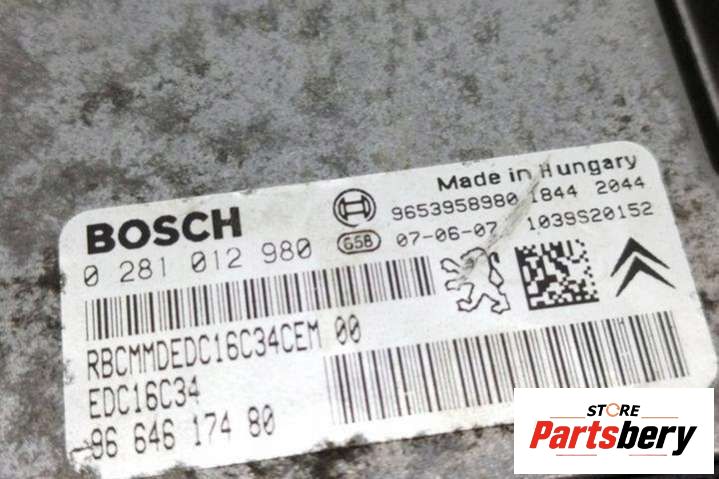 Made in Hungary
BOSCH 9653958980 1844 2044
0 281 012 980 G58 07-06-07 1039S20152
RBCMMDEDC16C34CEM 00
EDC16C34
96 646 174 80
STORE
Partsbery